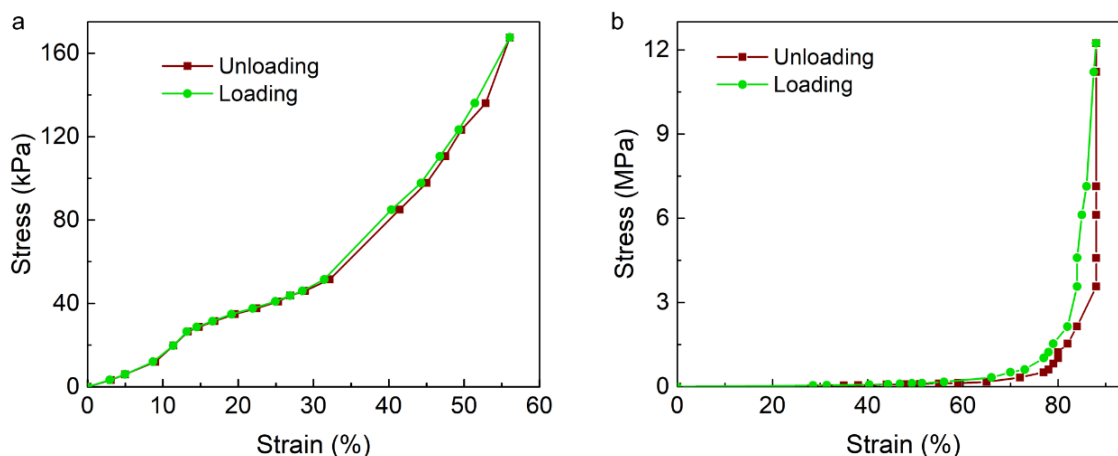 a
Stress (kPa)
160
120
80
40
0
Unloading
Loading
0 10 20 30 40 50 60
Strain (%)
b
Stress (MPa)
12
9
6
3
0
Unloading
Loading
0 20 40 60 80
Strain (%)